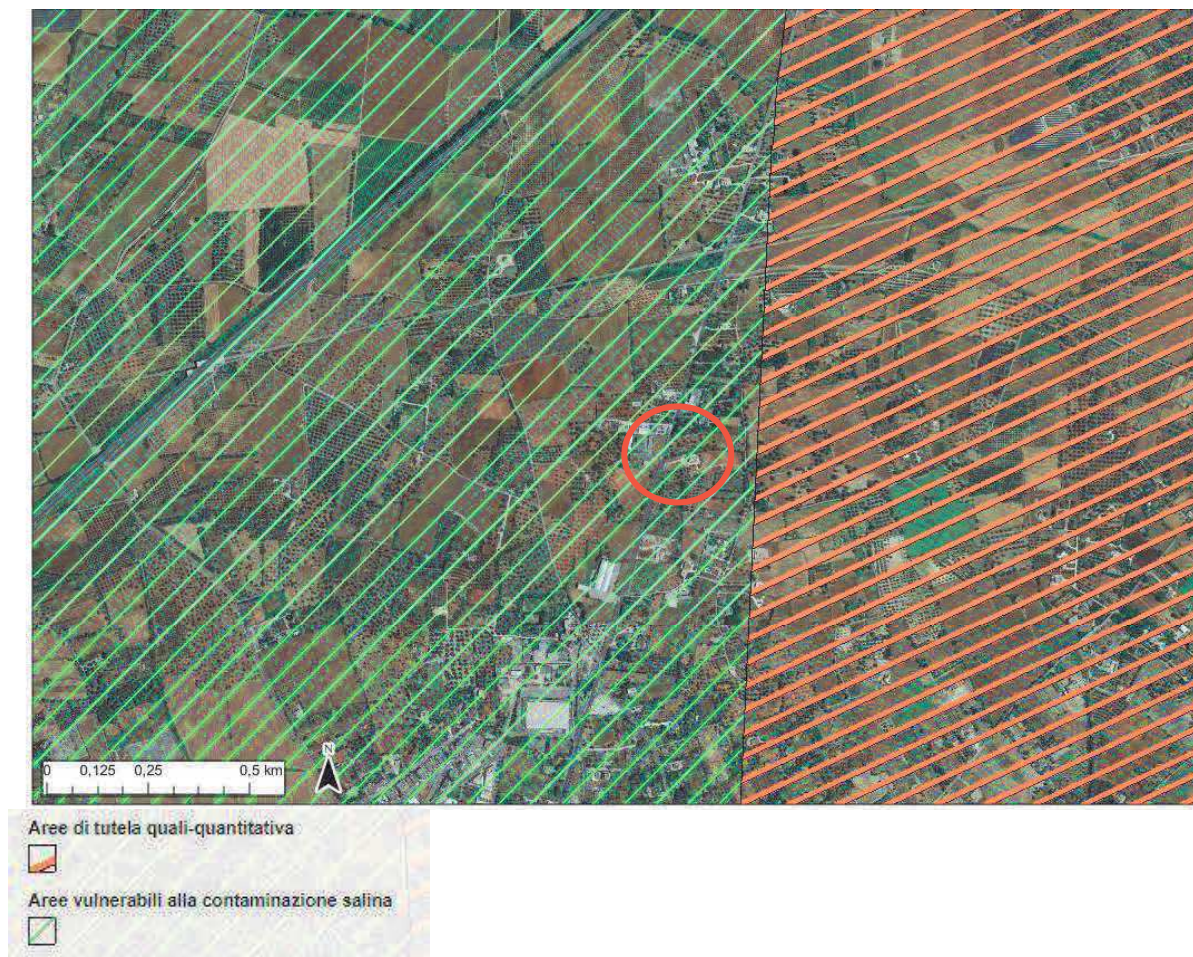 N
0 0,125 0,25 0,5 km
Aree di tutela quali-quantitativa
Aree vulnerabili alla contaminazione salina